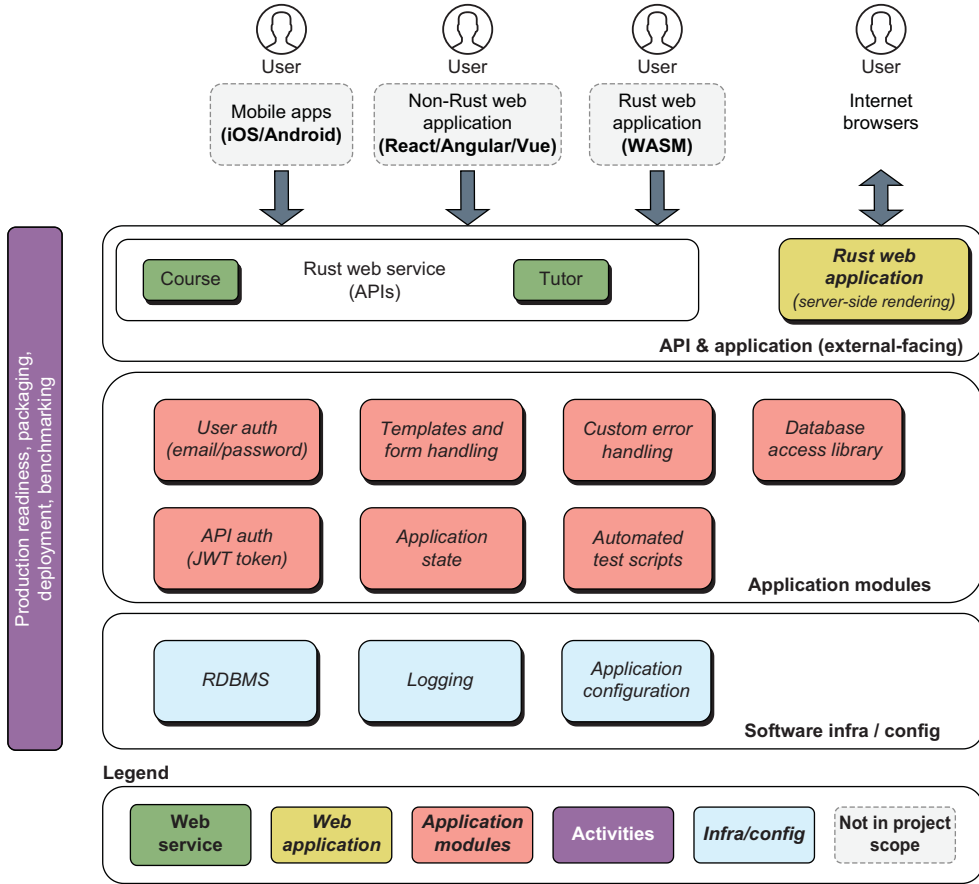 User
User
User
User
Mobile apps
(iOS/Android)
Non-Rust web
application
(React/Angular/Vue)
Rust web
application
(WASM)
Internet
browsers
Production readiness, packaging,
deployment, benchmarking
Course
Rust web service
(APIs)
Tutor
Rust web
application
(server-side rendering)
API & application (external-facing)
User auth
(email/password)
Templates and
form handling
Custom error
handling
Database
access library
API auth
(JWT token)
Application
state
Automated
test scripts
Application modules
RDBMS
Logging
Application
configuration
Software infra / config
Legend
Web
service
Web
application
Application
modules
Activities
Infra/config
Not in project
scope